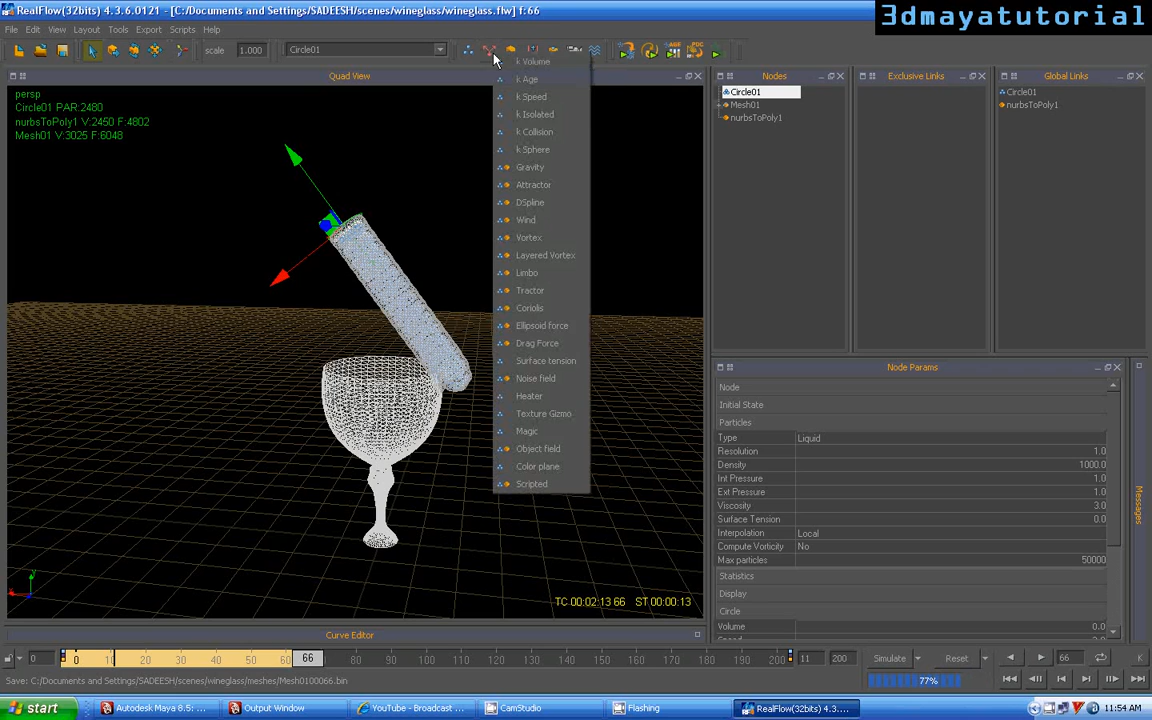 RealFlow(32bits) 4.3.6.0121 - [C:/Documents and Settings/SADEESH/scenes/wineglass/wineglass.flw] f:66
3dmayatutorial
File Edit View Layout Tools Export Scripts Help
scale 1.000 Circle01
Quad View
Nodes
Exclusive Links
Global Links
persp
Circle01 PAR:2480
nurbsToPoly1 V:2450 F:4802
Mesh01 V:3025 F:6048
k Volume
k Age
k Speed
k Isolated
k Collision
k Sphere
Gravity
Attractor
DSpline
Wind
Vortex
Layered Vortex
Limbo
Tractor
Coriolis
Ellipsoid force
Drag Force
Surface tension
Noise field
Heater
Texture Gizmo
Magic
Object field
Color plane
Scripted
Circle01
Mesh01
nurbsToPoly1
Circle01
nurbsToPoly1
Node Params
Node
Initial State
Particles
Type Liquid
Resolution 1.0
Density 1000.0
Int Pressure 1.0
Ext Pressure 1.0
Viscosity 3.0
Surface Tension 0.0
Interpolation Local
Compute Vorticity No
Max particles 50000
Statistics
Display
Circle
Volume 0.0
Messages
y
TC 00:02:13 66 ST 00:00:13
Curve Editor
0 0 10 20 30 40 50 60 66 80 90 100 110 120 130 140 150 160 170 180 190 200 11 200 Simulate Reset 66 K
Save: C:/Documents and Settings/SADEESH/scenes/wineglass/meshes/Mesh0100066.bin
77%
start Autodesk Maya 8.5: ... Output Window YouTube - Broadcast ... CamStudio Flashing RealFlow(32bits) 4.3.... 11:54 AM